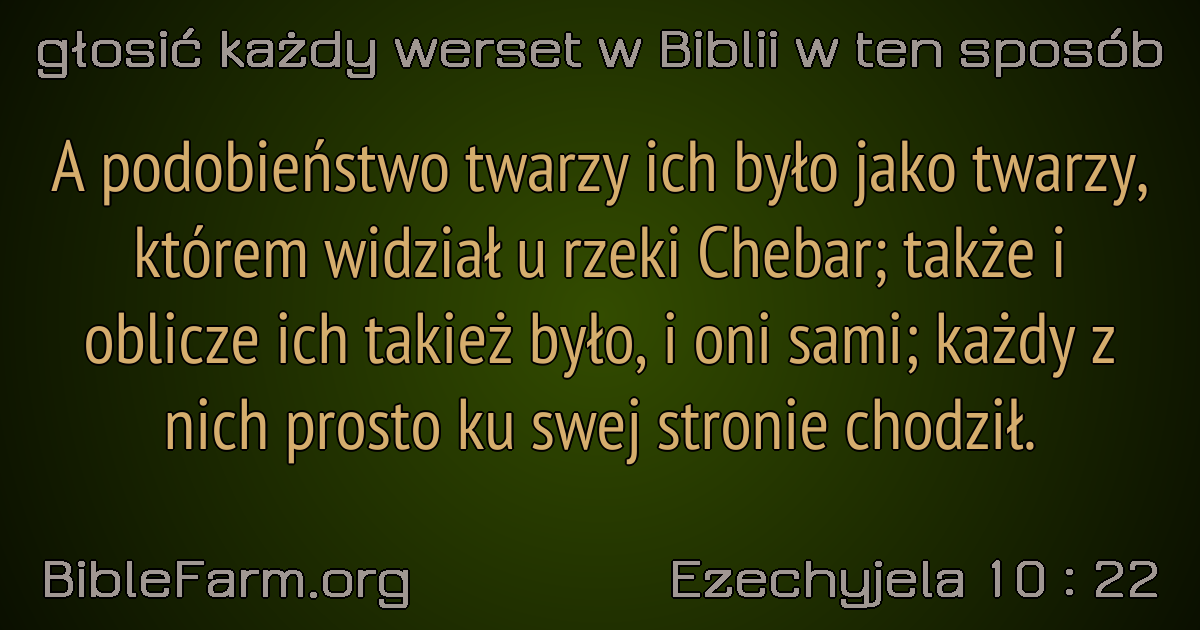 głosić każdy werset w Biblii w ten sposób
A podobieństwo twarzy ich było jako twarzy,
którem widział u rzeki Chebar; także i
oblicze ich takież było, i oni sami; każdy z
nich prosto ku swej stronie chodził.
BibleFarm.org
Ezechyjela 10 : 22